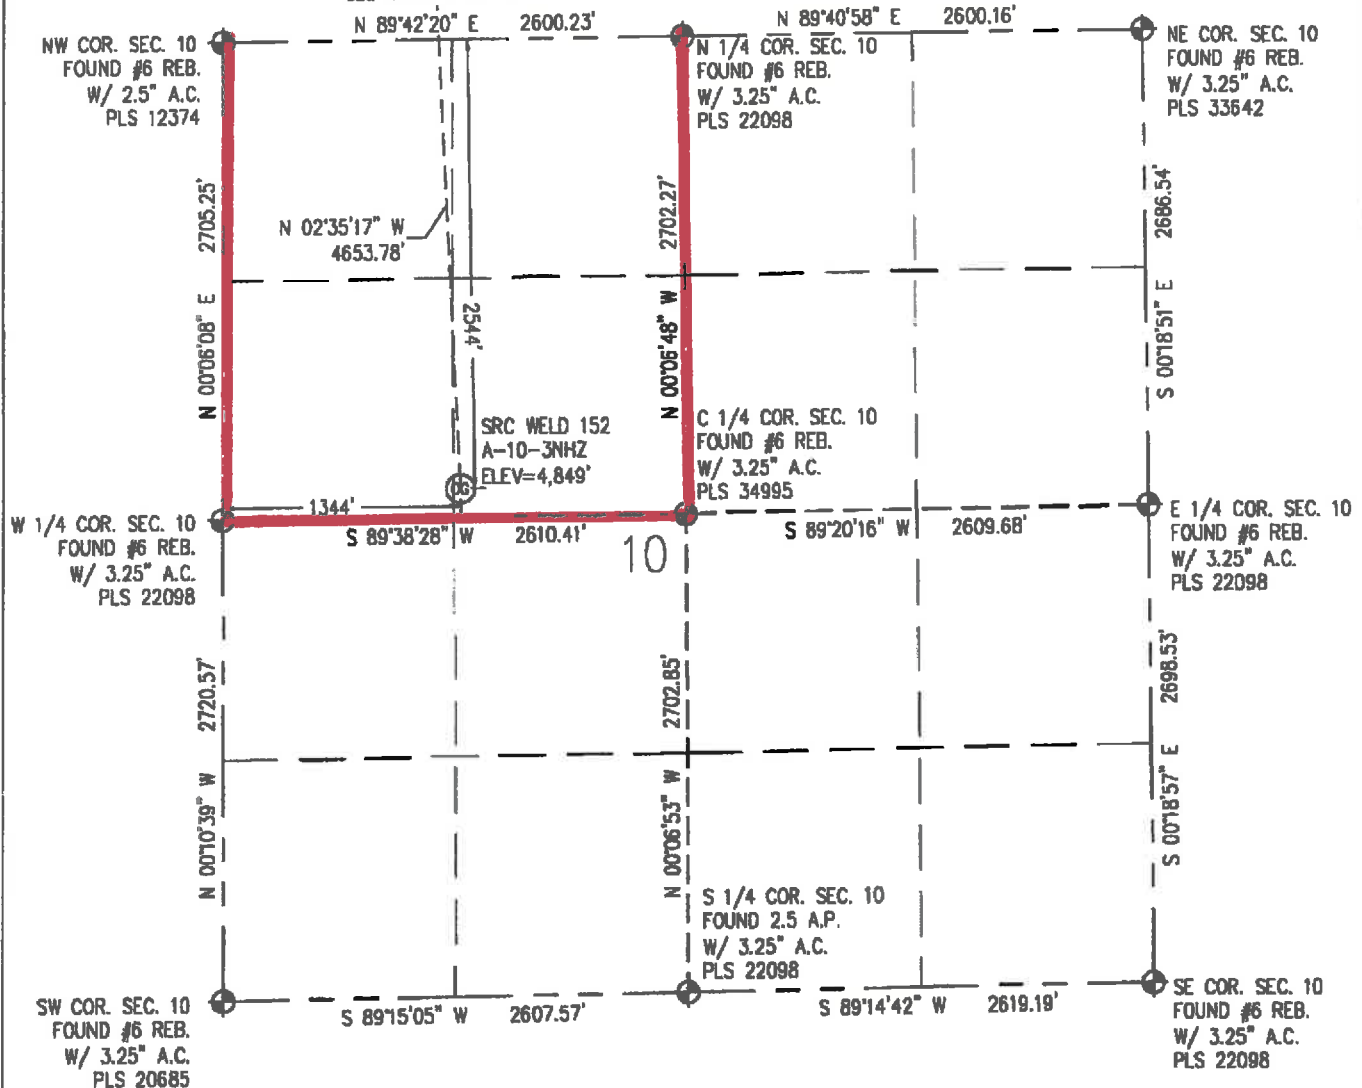 N 89°42'20" E 2600.23'
N 89°40'58" E 2600.16'
NW COR. SEC. 10
FOUND #6 REB.
W/ 2.5" A.C.
PLS 12374
N 1/4 COR. SEC. 10
FOUND #6 REB.
W/ 3.25" A.C.
PLS 22098
NE COR. SEC. 10
FOUND #6 REB.
W/ 3.25" A.C.
PLS 33642
N 00°06'08" E 2705.25'
N 02°35'17" W
4653.78'
2544'
N 00°06'48" W 2702.27'
S 00°18'51" E 2686.54'
SRC WELD 152
A-10-3NHZ
ELEV=4,849'
OG
1344'
C 1/4 COR. SEC. 10
FOUND #6 REB.
W/ 3.25" A.C.
PLS 34995
W 1/4 COR. SEC. 10
FOUND #6 REB.
W/ 3.25" A.C.
PLS 22098
S 89°38'28" W 2610.41'
10
S 89°20'16" W 2609.68'
E 1/4 COR. SEC. 10
FOUND #6 REB.
W/ 3.25" A.C.
PLS 22098
N 00°10'39" W 2720.57'
N 00°06'53" W 2702.85'
S 00°18'57" E 2698.53'
S 1/4 COR. SEC. 10
FOUND 2.5 A.P.
W/ 3.25" A.C.
PLS 22098
SW COR. SEC. 10
FOUND #6 REB.
W/ 3.25" A.C.
PLS 20685
S 89°15'05" W 2607.57'
S 89°14'42" W 2619.19'
SE COR. SEC. 10
FOUND #6 REB.
W/ 3.25" A.C.
PLS 22098